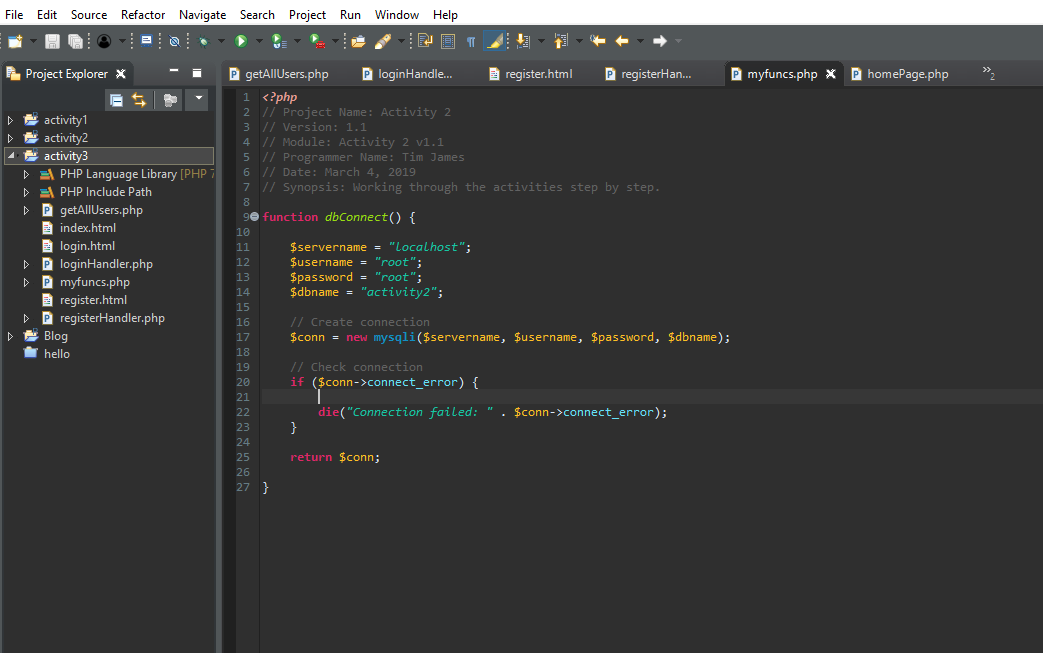 File Edit Source Refactor Navigate Search Project Run Window Help
Project Explorer
getAllUsers.php loginHandle... register.html registerHan... myfuncs.php homePage.php »2
activity1
activity2
activity3
PHP Language Library [PHP 7
PHP Include Path
getAllUsers.php
index.html
login.html
loginHandler.php
myfuncs.php
register.html
registerHandler.php
Blog
hello
1 <?php
2 // Project Name: Activity 2
3 // Version: 1.1
4 // Module: Activity 2 v1.1
5 // Programmer Name: Tim James
6 // Date: March 4, 2019
7 // Synopsis: Working through the activities step by step.
8
9 function dbConnect() {
10
11 $servername = "localhost";
12 $username = "root";
13 $password = "root";
14 $dbname = "activity2";
15
16 // Create connection
17 $conn = new mysqli($servername, $username, $password, $dbname);
18
19 // Check connection
20 if ($conn->connect_error) {
21
22 die("Connection failed: " . $conn->connect_error);
23 }
24
25 return $conn;
26
27 }